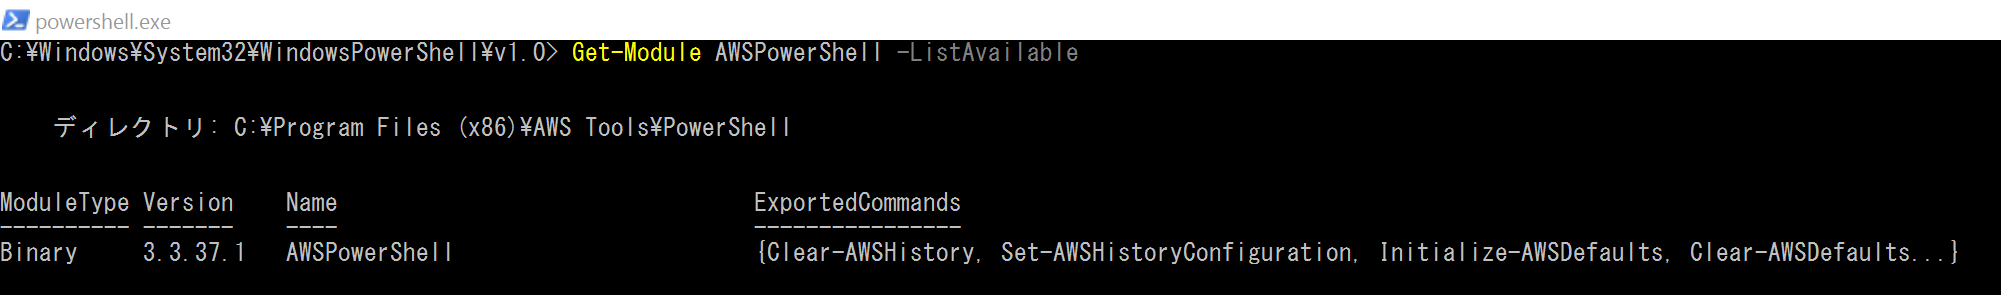 powershell.exe
C:¥Windows¥System32¥WindowsPowerShell¥v1.0> Get-Module AWSPowerShell -ListAvailable
ディレクトリ: C:¥Program Files (x86)¥AWS Tools¥PowerShell
ModuleType Version Name ExportedCommands
---------- ------- ---- ----------------
Binary 3.3.37.1 AWSPowerShell {Clear-AWSHistory, Set-AWSHistoryConfiguration, Initialize-AWSDefaults, Clear-AWSDefaults...}